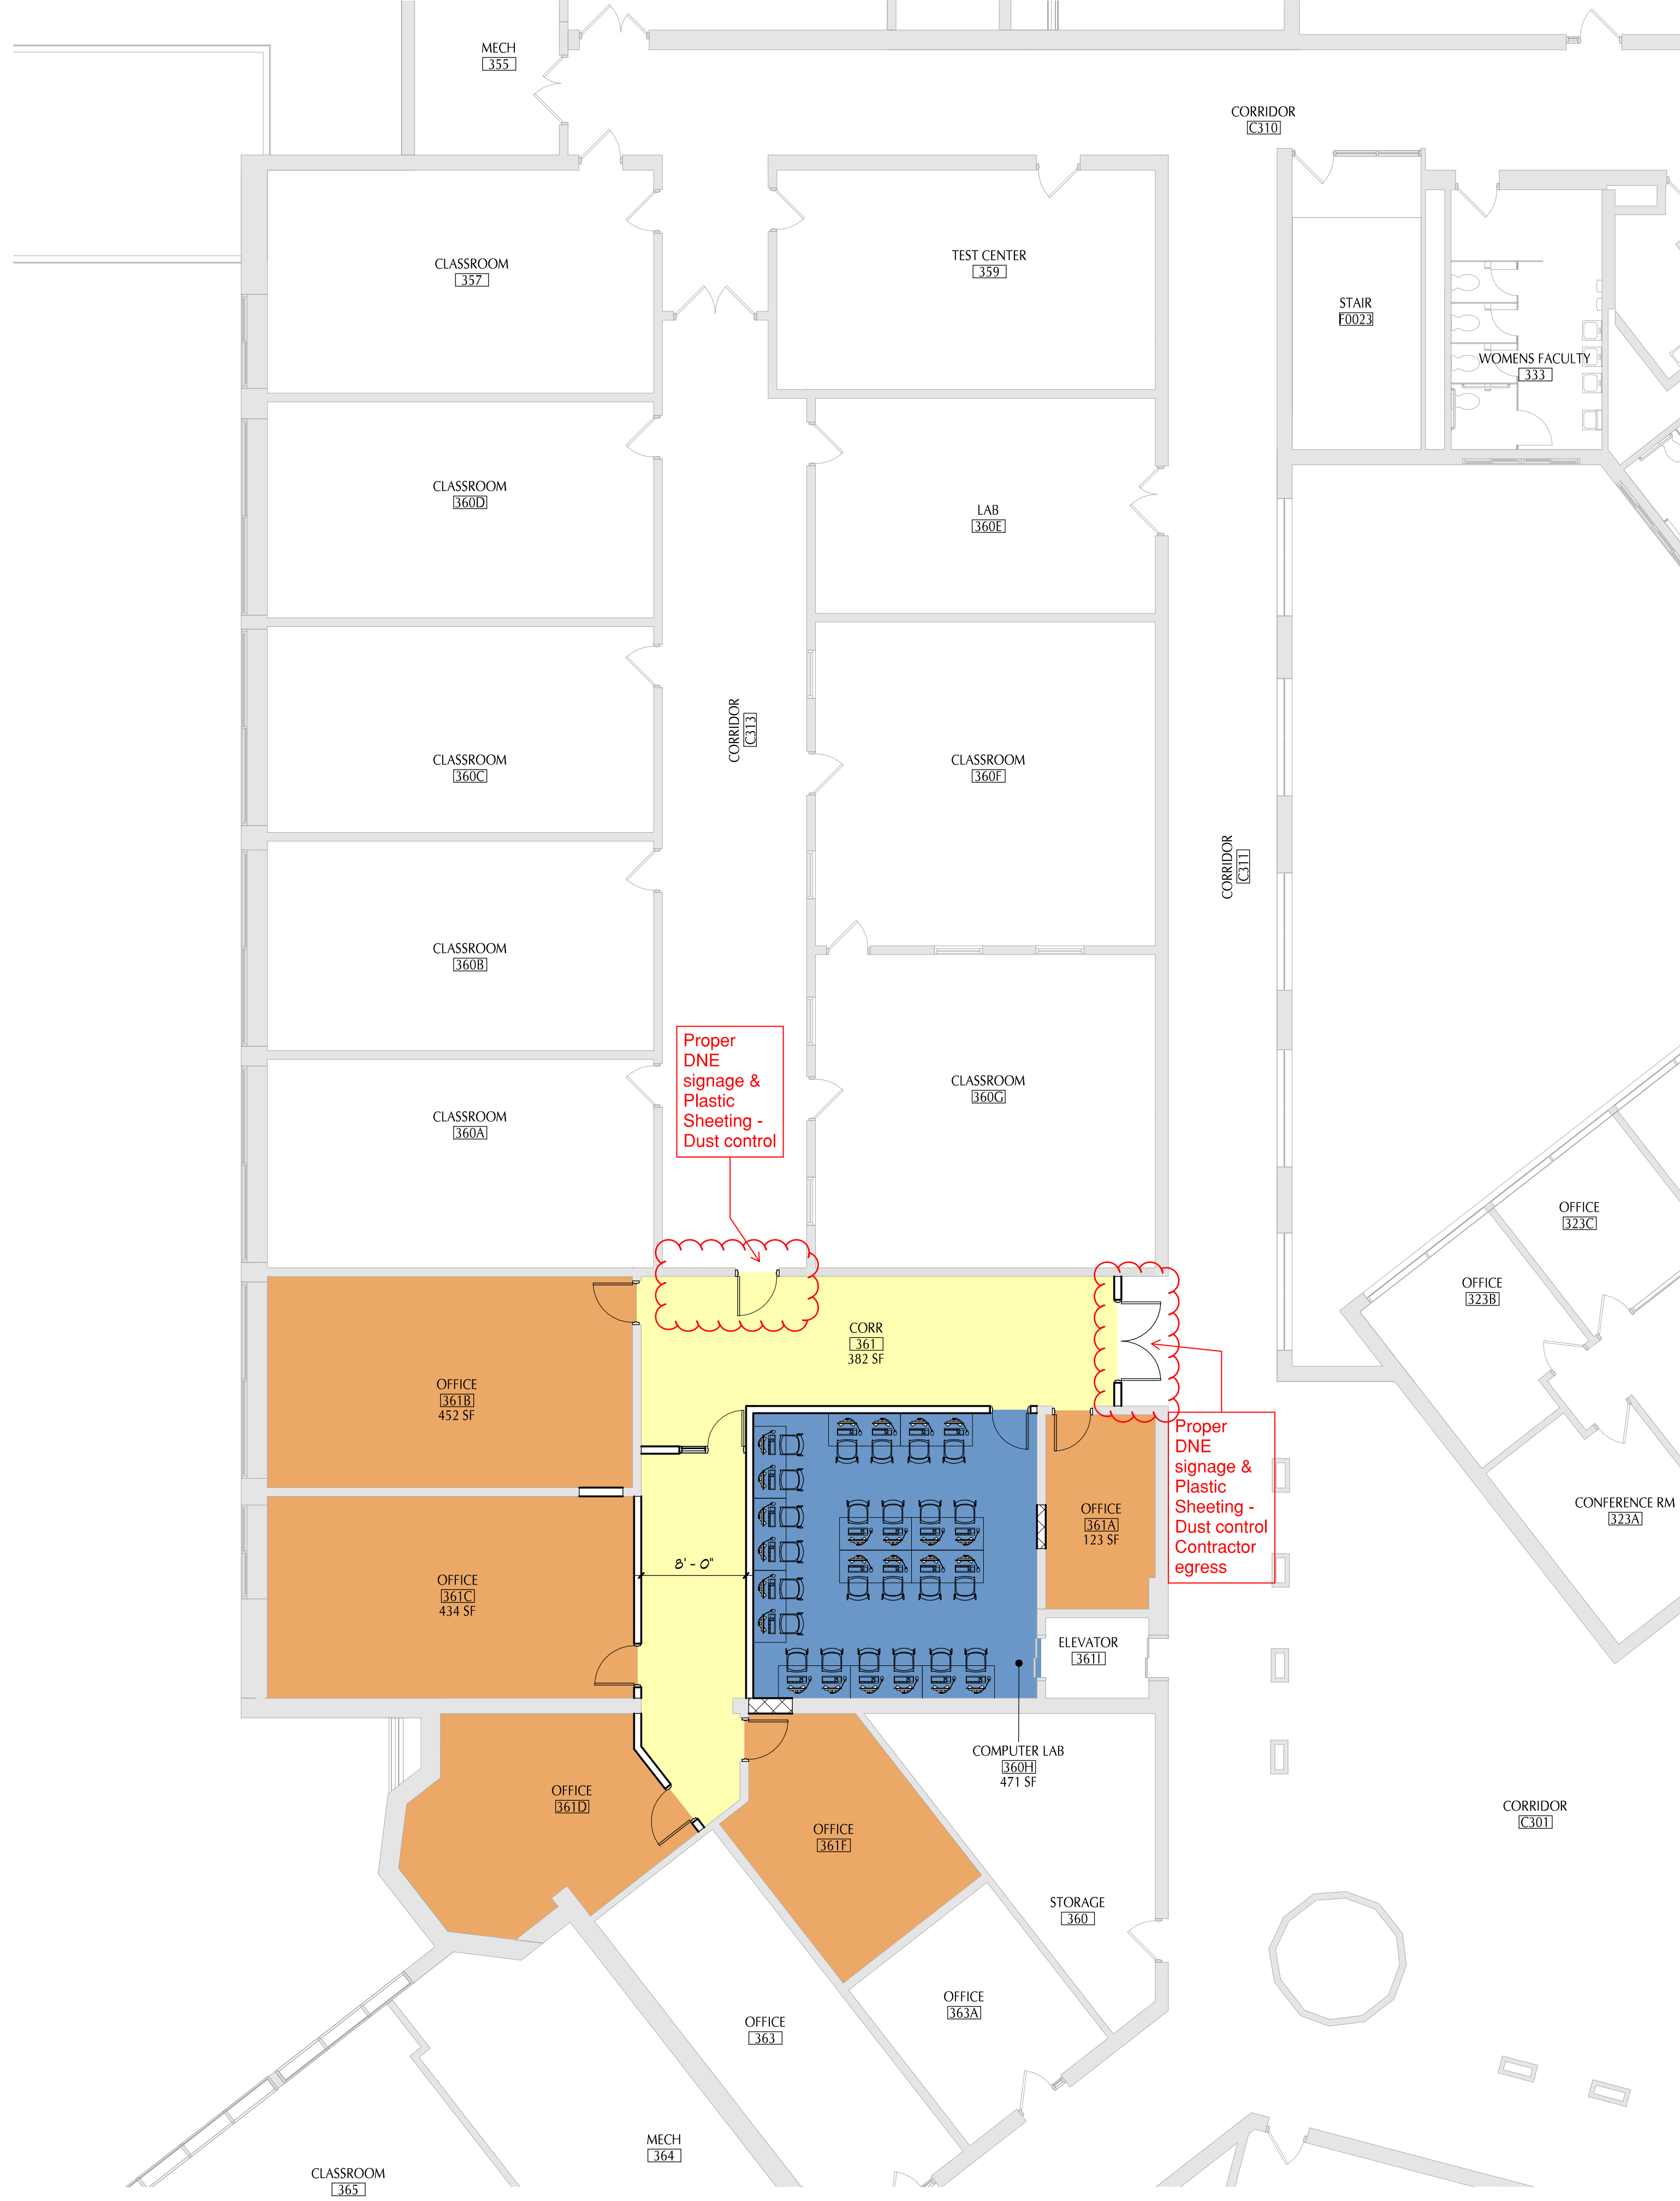 MECH
355
CORRIDOR
C310
CLASSROOM
357
TEST CENTER
359
STAIR
F0023
WOMENS FACULTY
333
CLASSROOM
360D
LAB
360E
CORRIDOR
C313
CLASSROOM
360C
CLASSROOM
360F
CORRIDOR
C311
CLASSROOM
360B
Proper
DNE
signage &
Plastic
Sheeting -
Dust control
CLASSROOM
360A
CLASSROOM
360G
OFFICE
323C
OFFICE
323B
CORR
361
382 SF
OFFICE
361B
452 SF
Proper
DNE
signage &
Plastic
Sheeting -
Dust control
Contractor
egress
CONFERENCE RM
323A
OFFICE
361A
123 SF
8' - 0"
OFFICE
361C
434 SF
ELEVATOR
361I
COMPUTER LAB
360H
471 SF
OFFICE
361D
OFFICE
361F
CORRIDOR
C301
STORAGE
360
OFFICE
363A
OFFICE
363
MECH
364
CLASSROOM
365